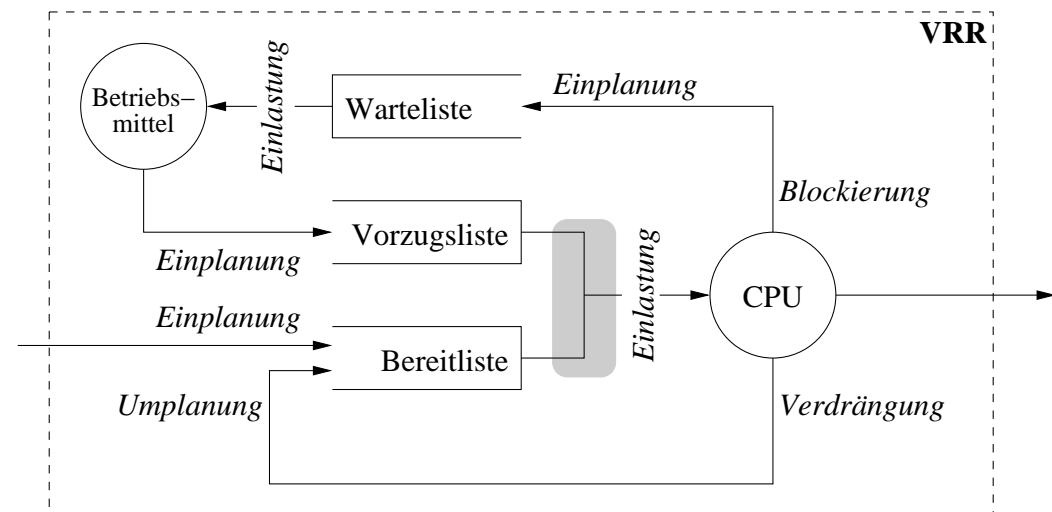 VRR
Betriebs–
mittel
Einlastung
Warteliste
Einplanung
Blockierung
Vorzugsliste
Einplanung
Einlastung
CPU
Einplanung
Bereitliste
Umplanung
Verdrängung